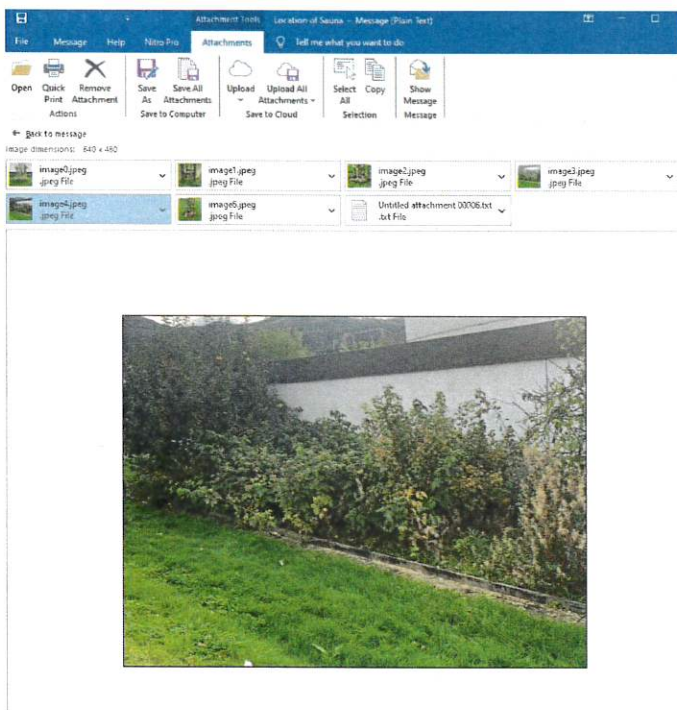 Attachment Tools Location of Sauna - Message (Plain Text)
File Message Help Nitro Pro Attachments Tell me what you want to do
Open Quick Print Remove Attachment Save As Save All Attachments Upload Upload All Attachments Select All Copy Show Message
Actions Save to Computer Save to Cloud Selection Message
Back to message
Image dimensions: 640 x 480
image0.jpeg image1.jpeg image2.jpeg image3.jpeg
.jpeg File .jpeg File .jpeg File .jpeg File
image4.jpeg image6.jpeg Untitled attachment 00006.txt
.jpeg File .jpeg File .txt File